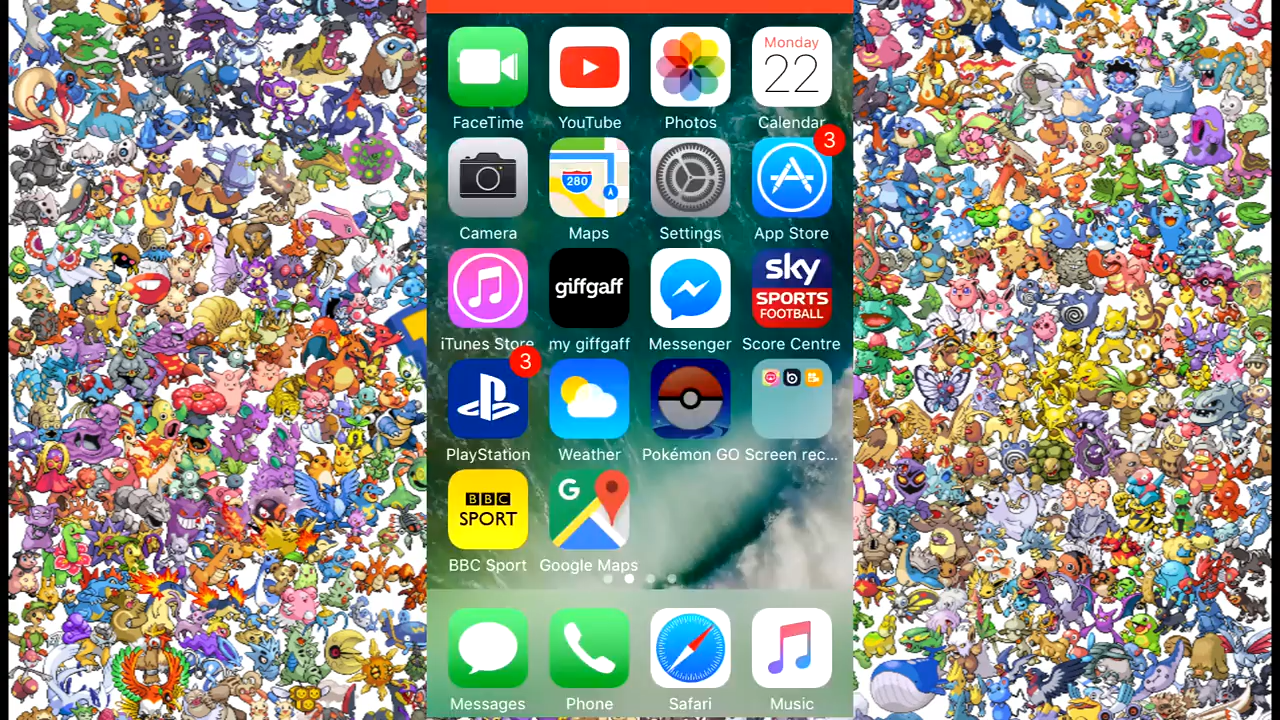 Monday
22
FaceTime
YouTube
Photos
Calendar
280
3
Camera
Maps
Settings
App Store
giffgaff
sky
SPORTS
FOOTBALL
iTunes Store
my giffgaff
Messenger
Score Centre
3
PlayStation
Weather
Pokémon GO
Screen rec...
BBC
SPORT
G
BBC Sport
Google Maps
Messages
Phone
Safari
Music